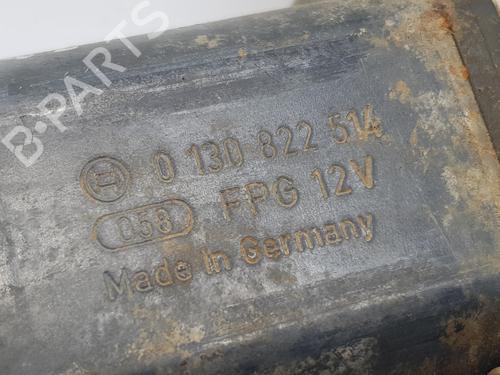 B-PARTS
0 130 822 514
058 FPG 12V
Made in Germany